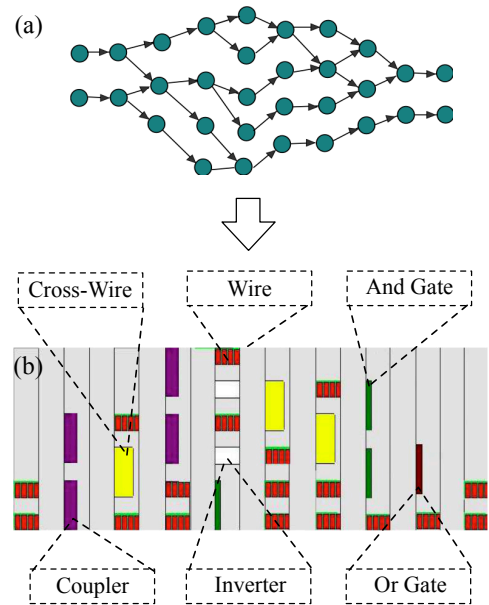 (a)
Cross-Wire
Wire
And Gate
(b)
Coupler
Inverter
Or Gate